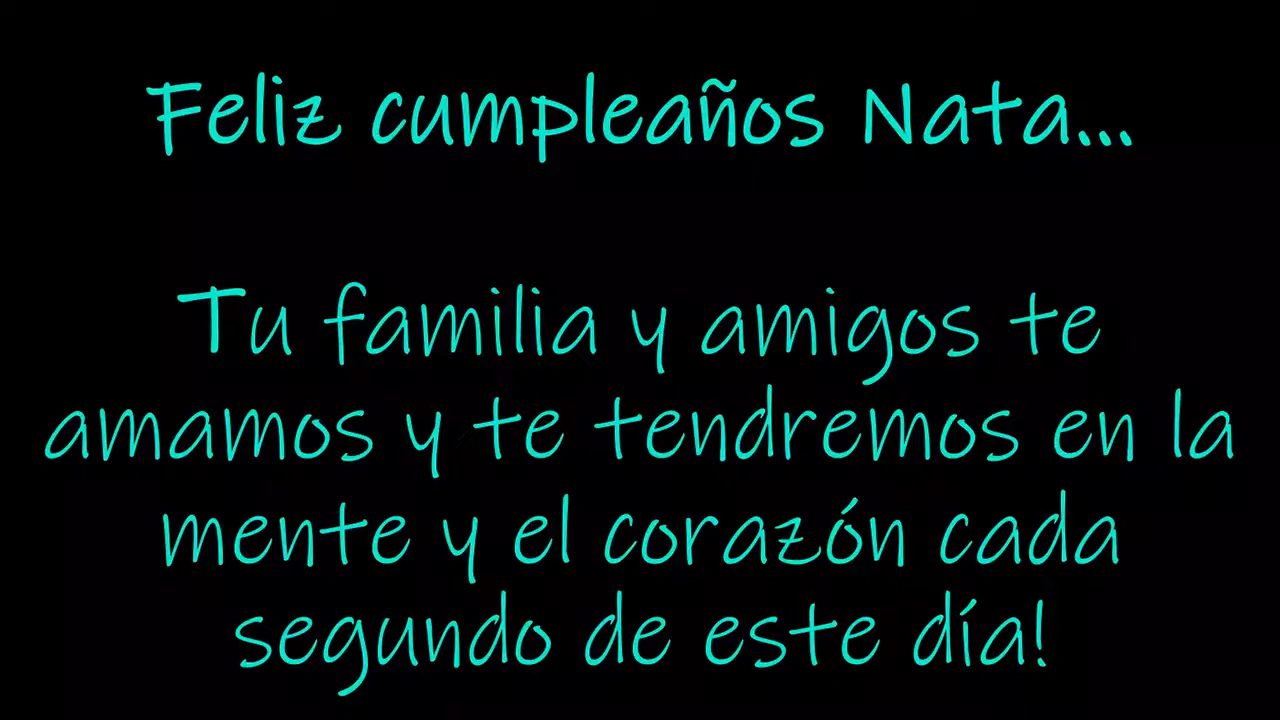 Feliz cumpleaños Nata...
Tu familia y amigos te
amamos y te tendremos en la
mente y el corazón cada
segundo de este día!